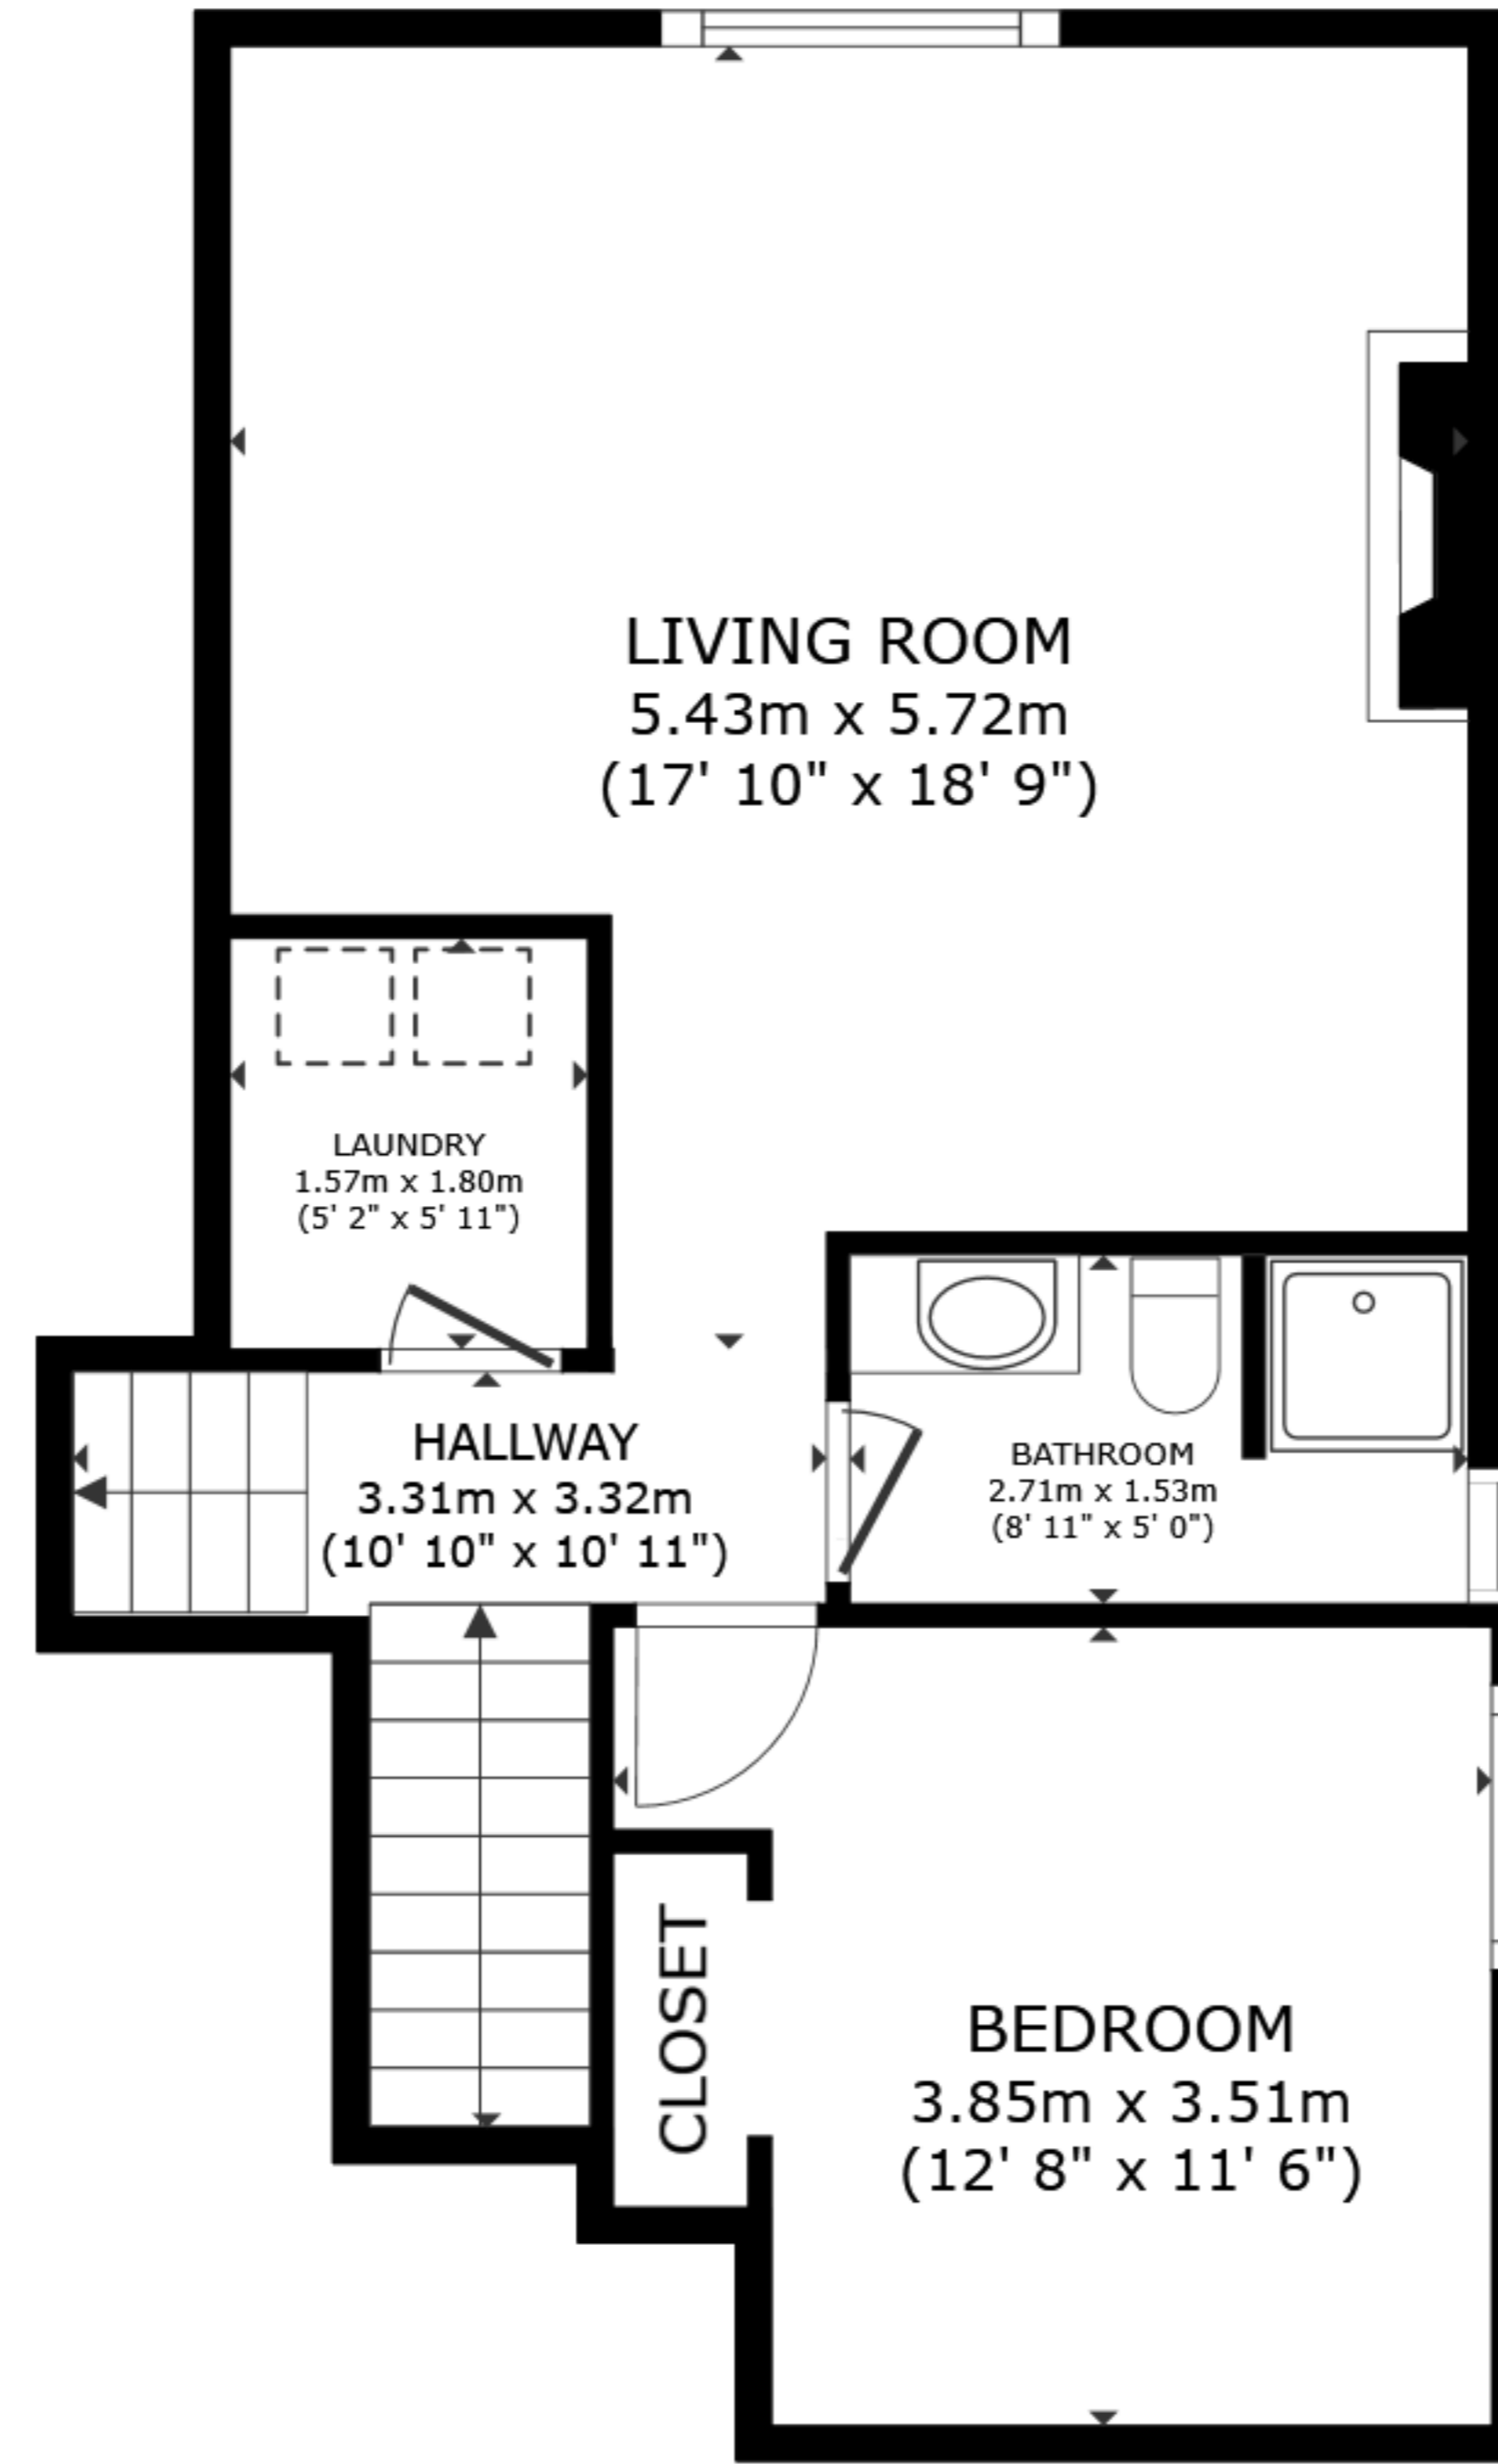 LIVING ROOM
5.43m x 5.72m
(17' 10" x 18' 9")
LAUNDRY
1.57m x 1.80m
(5' 2" x 5' 11")
HALLWAY
3.31m x 3.32m
(10' 10" x 10' 11")
BATHROOM
2.71m x 1.53m
(8' 11" x 5' 0")
CLOSET
BEDROOM
3.85m x 3.51m
(12' 8" x 11' 6")